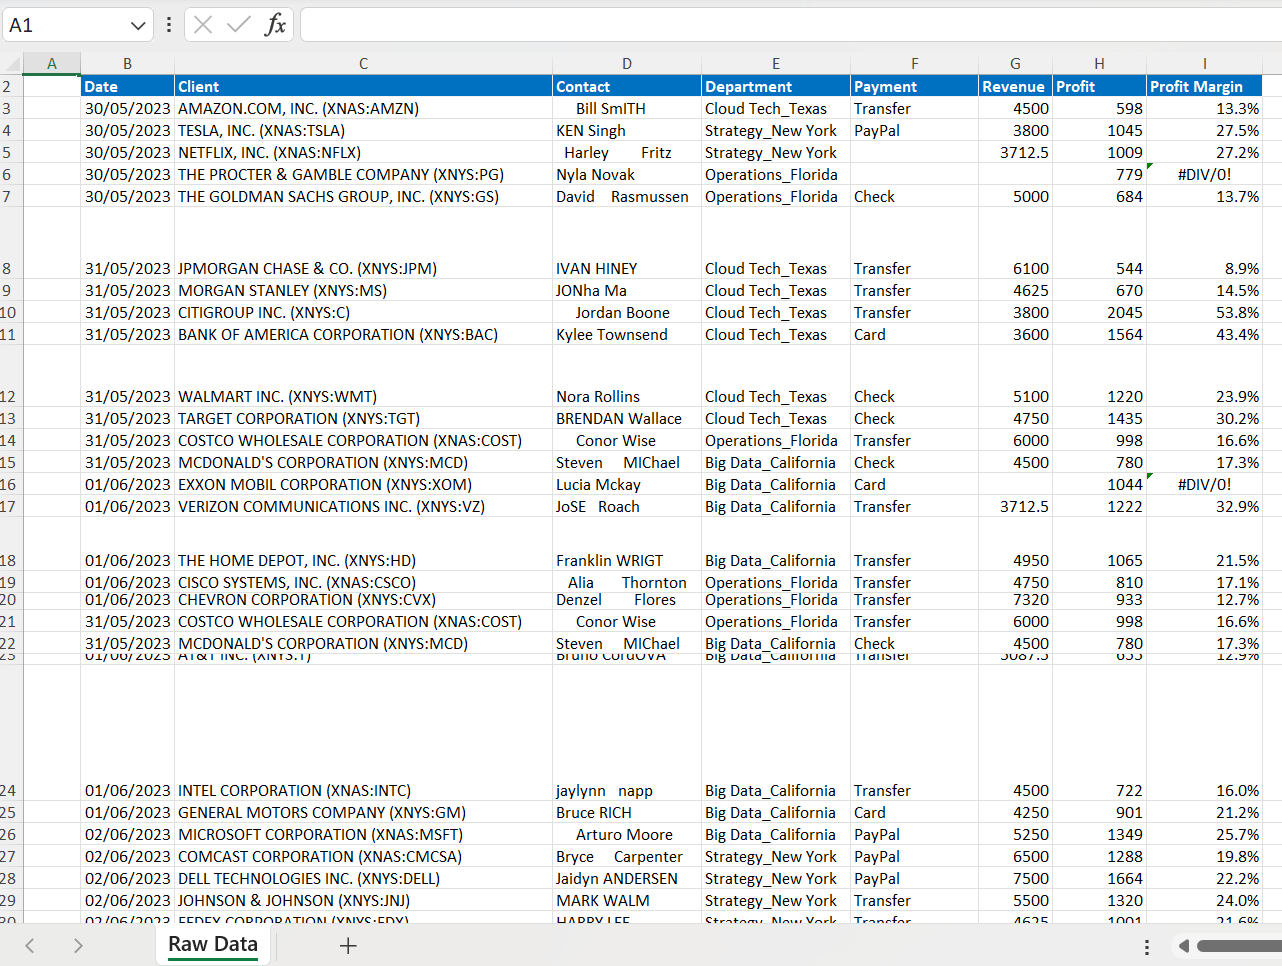 A1 fx
A B C D E F G H I
2 Date Client Contact Department Payment Revenue Profit Profit Margin
3 30/05/2023 AMAZON.COM, INC. (XNAS:AMZN) Bill SmITH Cloud Tech_Texas Transfer 4500 598 13.3%
4 30/05/2023 TESLA, INC. (XNAS:TSLA) KEN Singh Strategy_New York PayPal 3800 1045 27.5%
5 30/05/2023 NETFLIX, INC. (XNAS:NFLX) Harley Fritz Strategy_New York 3712.5 1009 27.2%
6 30/05/2023 THE PROCTER & GAMBLE COMPANY (XNYS:PG) Nyla Novak Operations_Florida 779 #DIV/0!
7 30/05/2023 THE GOLDMAN SACHS GROUP, INC. (XNYS:GS) David Rasmussen Operations_Florida Check 5000 684 13.7%
8 31/05/2023 JPMORGAN CHASE & CO. (XNYS:JPM) IVAN HINEY Cloud Tech_Texas Transfer 6100 544 8.9%
9 31/05/2023 MORGAN STANLEY (XNYS:MS) JONha Ma Cloud Tech_Texas Transfer 4625 670 14.5%
10 31/05/2023 CITIGROUP INC. (XNYS:C) Jordan Boone Cloud Tech_Texas Transfer 3800 2045 53.8%
11 31/05/2023 BANK OF AMERICA CORPORATION (XNYS:BAC) Kylee Townsend Cloud Tech_Texas Card 3600 1564 43.4%
12 31/05/2023 WALMART INC. (XNYS:WMT) Nora Rollins Cloud Tech_Texas Check 5100 1220 23.9%
13 31/05/2023 TARGET CORPORATION (XNYS:TGT) BRENDAN Wallace Cloud Tech_Texas Check 4750 1435 30.2%
14 31/05/2023 COSTCO WHOLESALE CORPORATION (XNAS:COST) Conor Wise Operations_Florida Transfer 6000 998 16.6%
15 31/05/2023 MCDONALD'S CORPORATION (XNYS:MCD) Steven MIChael Big Data_California Check 4500 780 17.3%
16 01/06/2023 EXXON MOBIL CORPORATION (XNYS:XOM) Lucia Mckay Big Data_California Card 1044 #DIV/0!
17 01/06/2023 VERIZON COMMUNICATIONS INC. (XNYS:VZ) JoSE Roach Big Data_California Transfer 3712.5 1222 32.9%
18 01/06/2023 THE HOME DEPOT, INC. (XNYS:HD) Franklin WRIGT Big Data_California Transfer 4950 1065 21.5%
19 01/06/2023 CISCO SYSTEMS, INC. (XNAS:CSCO) Alia Thornton Operations_Florida Transfer 4750 810 17.1%
20 01/06/2023 CHEVRON CORPORATION (XNYS:CVX) Denzel Flores Operations_Florida Transfer 7320 933 12.7%
21 31/05/2023 COSTCO WHOLESALE CORPORATION (XNAS:COST) Conor Wise Operations_Florida Transfer 6000 998 16.6%
22 31/05/2023 MCDONALD'S CORPORATION (XNYS:MCD) Steven MIChael Big Data_California Check 4500 780 17.3%
23 01/06/2023 AT&T INC. (XNYS:T) Bruno CordOVA Big Data_California Transfer 5087.5 12.9%
24 01/06/2023 INTEL CORPORATION (XNAS:INTC) jaylynn napp Big Data_California Transfer 4500 722 16.0%
25 01/06/2023 GENERAL MOTORS COMPANY (XNYS:GM) Bruce RICH Big Data_California Card 4250 901 21.2%
26 02/06/2023 MICROSOFT CORPORATION (XNAS:MSFT) Arturo Moore Big Data_California PayPal 5250 1349 25.7%
27 02/06/2023 COMCAST CORPORATION (XNAS:CMCSA) Bryce Carpenter Strategy_New York PayPal 6500 1288 19.8%
28 02/06/2023 DELL TECHNOLOGIES INC. (XNYS:DELL) Jaidyn ANDERSEN Strategy_New York PayPal 7500 1664 22.2%
29 02/06/2023 JOHNSON & JOHNSON (XNYS:JNJ) MARK WALM Strategy_New York Transfer 5500 1320 24.0%
30 02/06/2023 FEDEX CORPORATION (XNYS:FDX) HARRY LEE Strategy_New York Transfer 4625 1001 21.6%
Raw Data